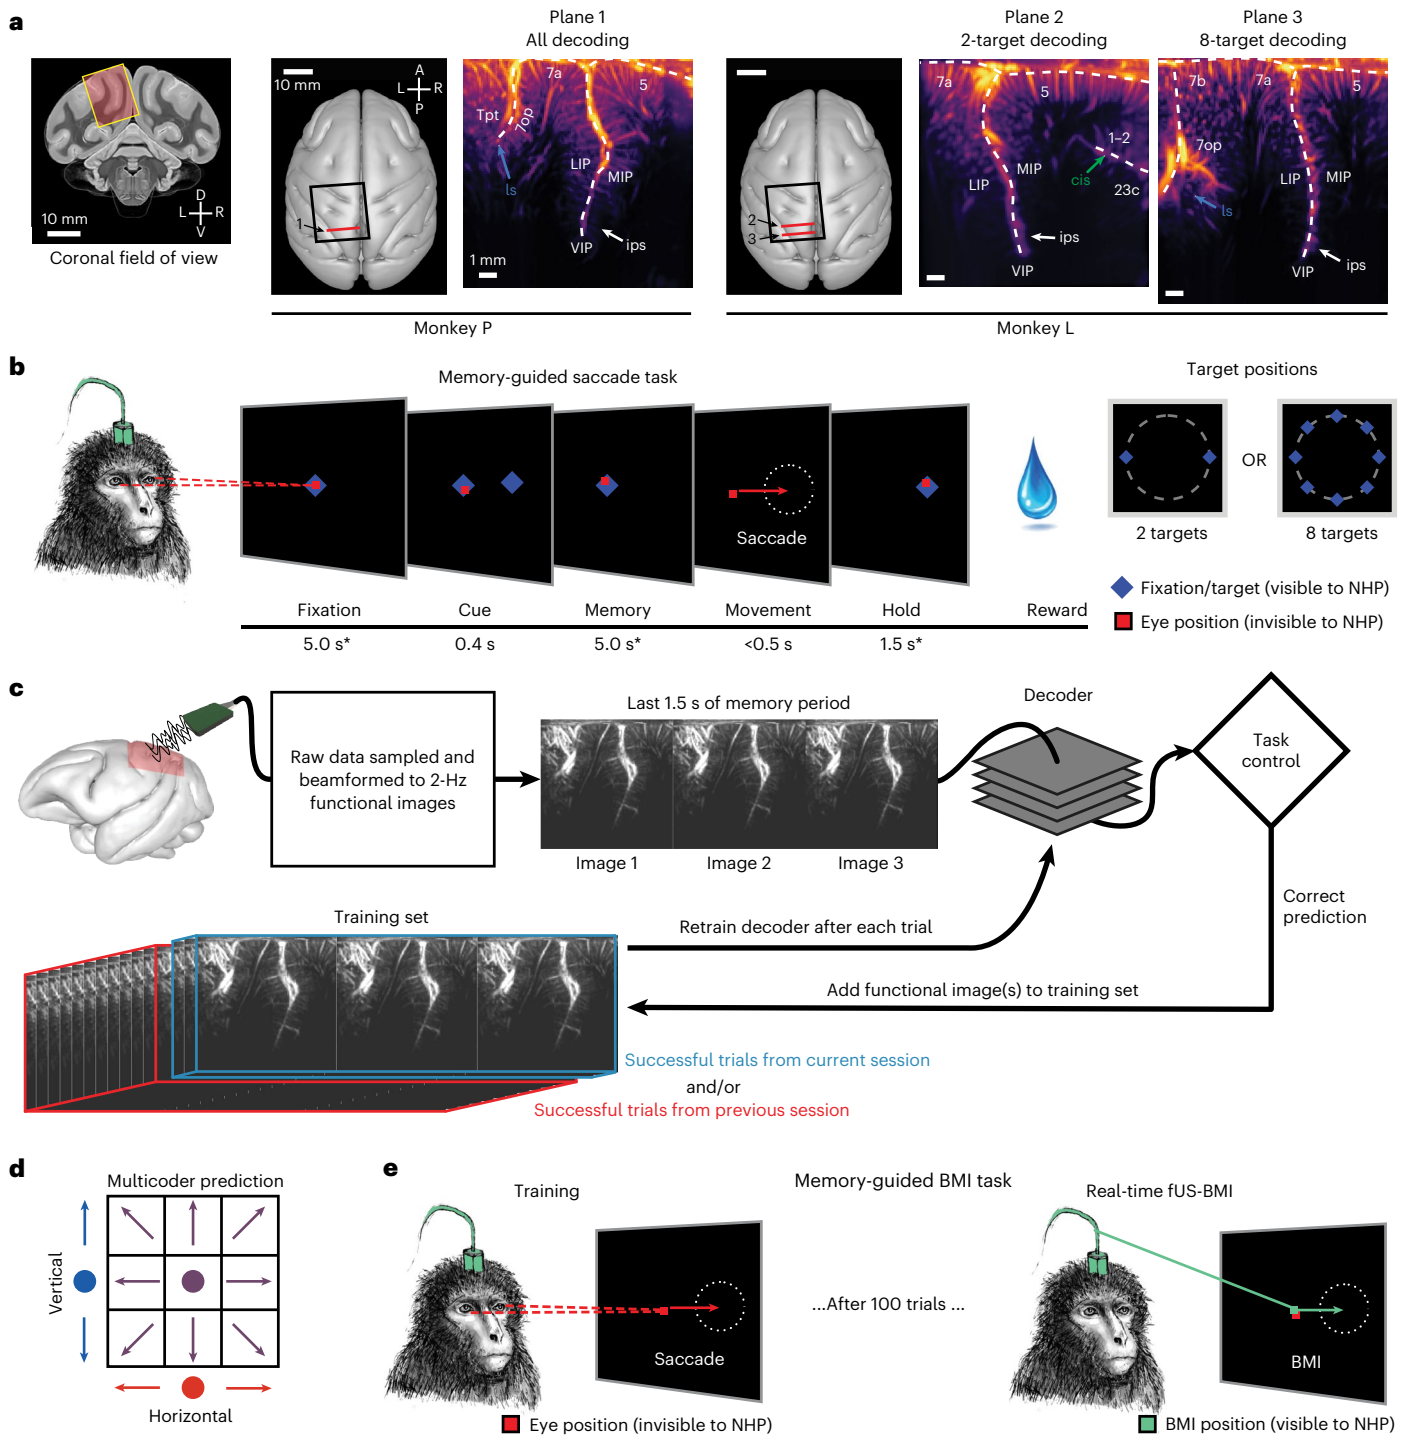 a
Plane 1
All decoding
Plane 2
2-target decoding
Plane 3
8-target decoding
10 mm
D
L R
V
Coronal field of view
10 mm
A
L R
P
1
Tpt
7op
7a
5
ls
LIP
MIP
VIP
ips
1 mm
2
3
7a
5
1–2
cis
23c
LIP
MIP
ips
VIP
7b
7a
5
7op
ls
LIP
MIP
VIP
ips
Monkey P
Monkey L
b
Memory-guided saccade task
Target positions
Saccade
OR
2 targets
8 targets
Fixation
Cue
Memory
Movement
Hold
Reward
5.0 s*
0.4 s
5.0 s*
<0.5 s
1.5 s*
Fixation/target (visible to NHP)
Eye position (invisible to NHP)
c
Raw data sampled and
beamformed to 2-Hz
functional images
Last 1.5 s of memory period
Image 1
Image 2
Image 3
Decoder
Task
control
Correct
prediction
Training set
Retrain decoder after each trial
Add functional image(s) to training set
Successful trials from current session
and/or
Successful trials from previous session
d
Multicoder prediction
Vertical
Horizontal
e
Memory-guided BMI task
Training
Real-time fUS-BMI
Saccade
...After 100 trials ...
BMI
Eye position (invisible to NHP)
BMI position (visible to NHP)